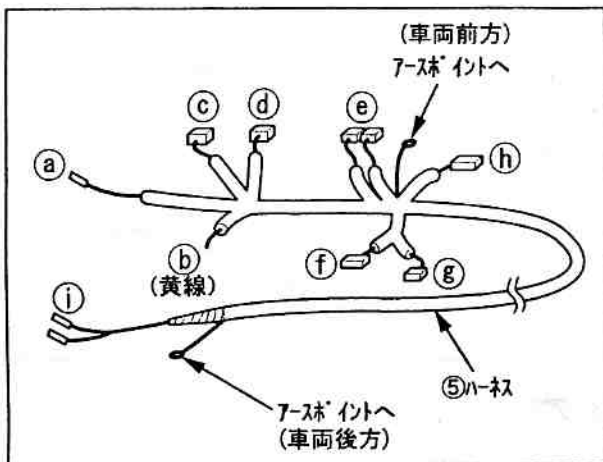 (車両前方)
アースポイントへ
ⓒ
ⓓ
ⓔ
ⓐ
ⓗ
ⓑ
(黄線)
ⓕ
ⓖ
ⓘ
⑤ハーネス
アースポイントへ
(車両後方)